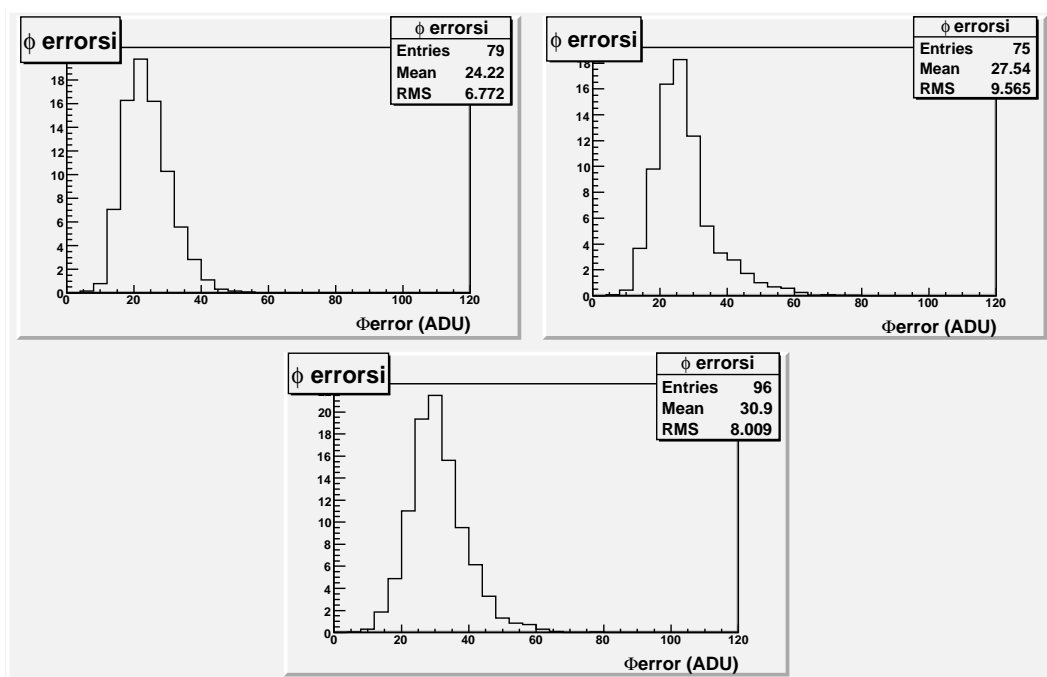 ϕ errorsi
ϕ errorsi
Entries 79
Mean 24.22
RMS 6.772
18
16
14
12
10
8
6
4
2
0
0 20 40 60 80 100 120
Φerror (ADU)
ϕ errorsi
ϕ errorsi
Entries 75
Mean 27.54
RMS 9.565
18
16
14
12
10
8
6
4
2
0
0 20 40 60 80 100 120
Φerror (ADU)
ϕ errorsi
ϕ errorsi
Entries 96
Mean 30.9
RMS 8.009
20
18
16
14
12
10
8
6
4
2
0
0 20 40 60 80 100 120
Φerror (ADU)